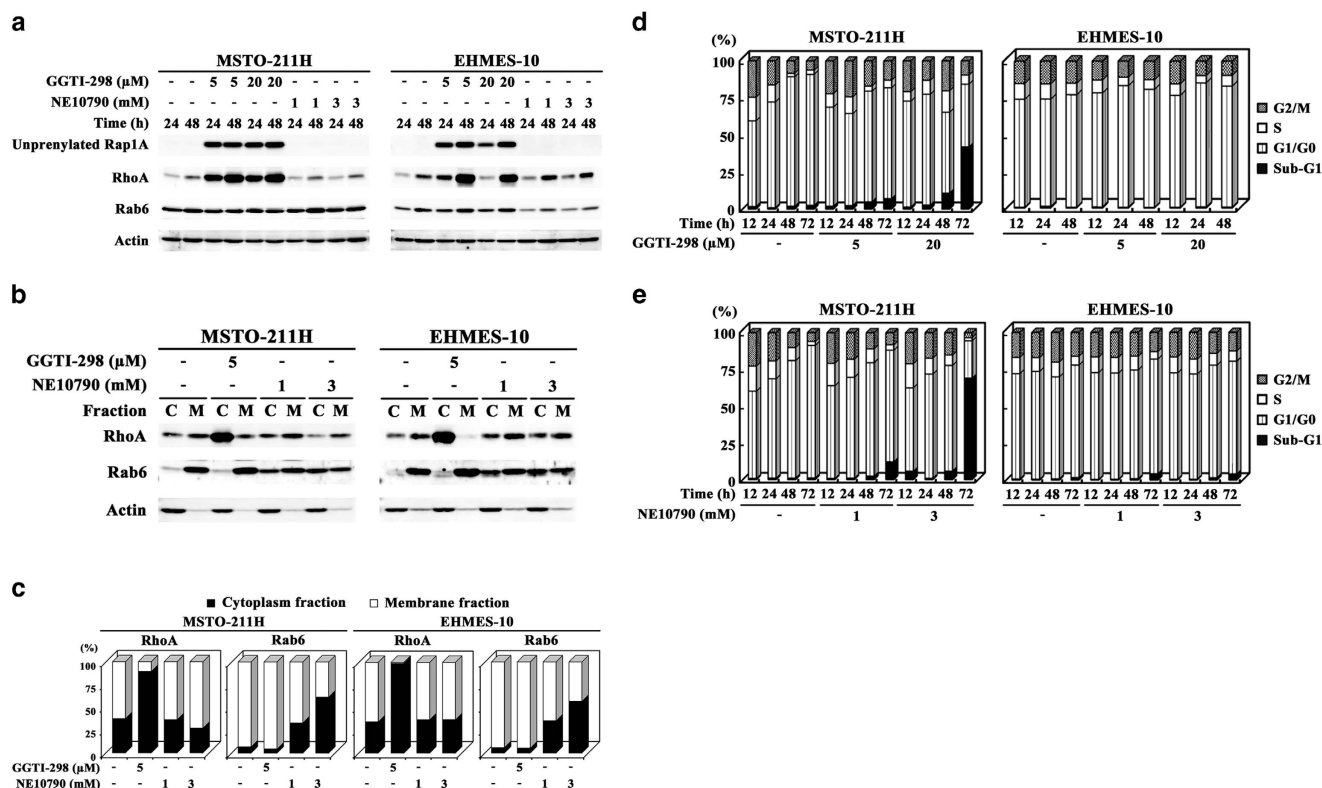 a
MSTO-211H EHMES-10
GGTI-298 (µM) - - 5 5 20 20 - - - - - - 5 5 20 20 - - - -
NE10790 (mM) - - - - - - 1 1 3 3 - - - - - - 1 1 3 3
Time (h) 24 48 24 48 24 48 24 48 24 48 24 48 24 48 24 48 24 48 24 48
Unprenylated Rap1A
RhoA
Rab6
Actin
b
MSTO-211H EHMES-10
GGTI-298 (µM) - 5 - - - 5 - -
NE10790 (mM) - - 1 3 - - 1 3
Fraction C M C M C M C M C M C M C M C M
RhoA
Rab6
Actin
c
Cytoplasm fraction Membrane fraction
MSTO-211H EHMES-10
RhoA Rab6 RhoA Rab6
(%)
100
75
50
25
0
GGTI-298 (µM) - 5 - - - 5 - - - 5 - - - 5 - -
NE10790 (mM) - - 1 3 - - 1 3 - - 1 3 - - 1 3
d
MSTO-211H EHMES-10
(%)
100
75
50
25
0
G2/M
S
G1/G0
Sub-G1
Time (h) 12 24 48 72 12 24 48 72 12 24 48 72 12 24 48 12 24 48 12 24 48
GGTI-298 (µM) - 5 20 - 5 20
e
MSTO-211H EHMES-10
(%)
100
75
50
25
0
G2/M
S
G1/G0
Sub-G1
Time (h) 12 24 48 72 12 24 48 72 12 24 48 72 12 24 48 72 12 24 48 72 12 24 48 72
NE10790 (mM) - 1 3 - 1 3